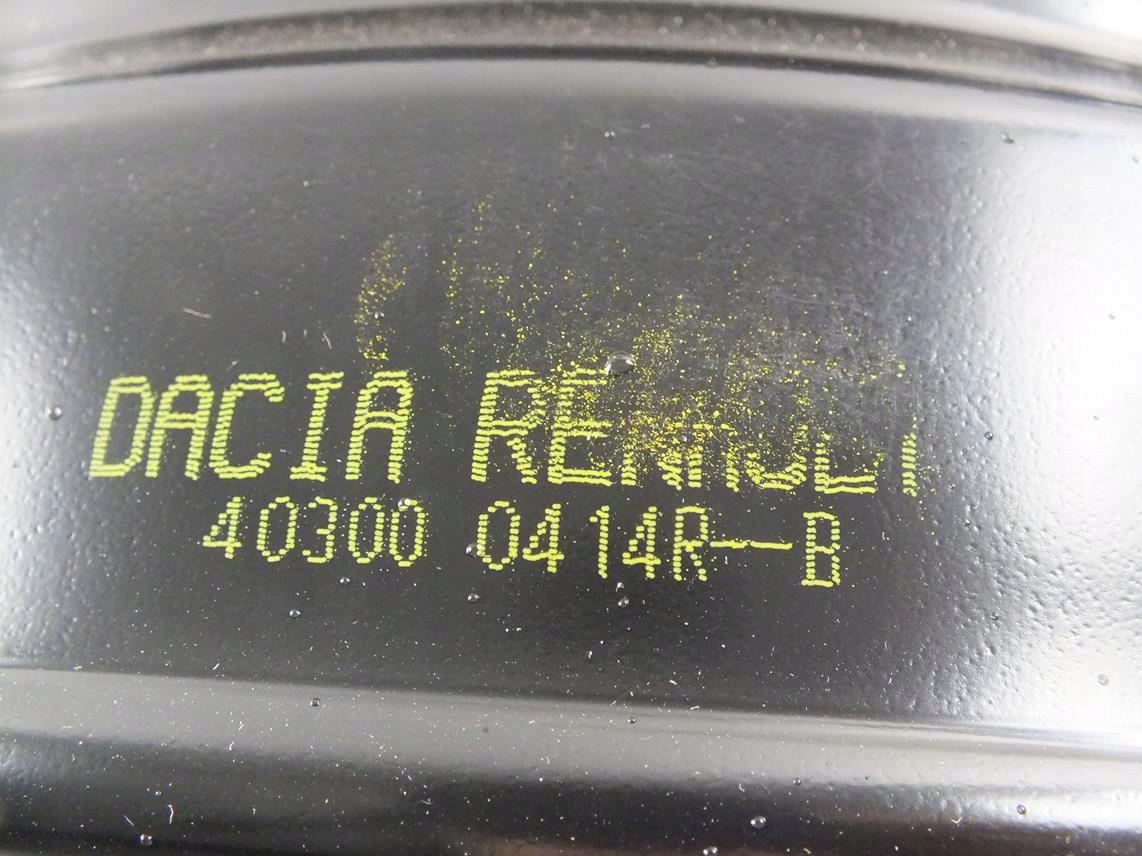 DACIA RENAULT
40300 0414R--B